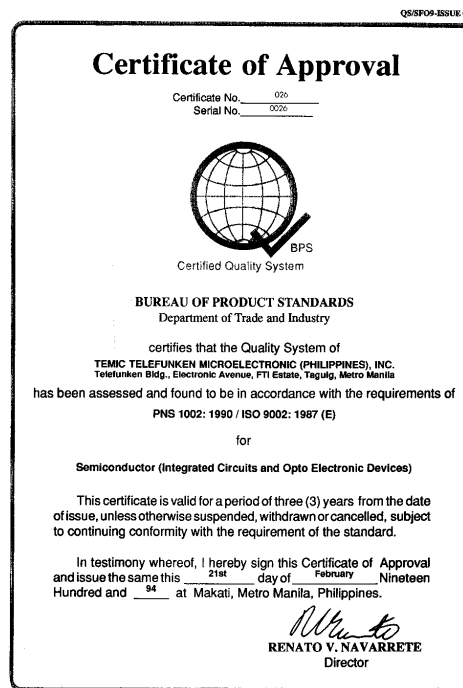 QS/SFO9-ISSUE
Certificate of Approval
Certificate No. 026
Serial No. 0026
BPS
Certified Quality System
BUREAU OF PRODUCT STANDARDS
Department of Trade and Industry
certifies that the Quality System of
TEMIC TELEFUNKEN MICROELECTRONIC (PHILIPPINES), INC.
Telefunken Bldg., Electronic Avenue, FTI Estate, Taguig, Metro Manila
has been assessed and found to be in accordance with the requirements of
PNS 1002: 1990 / ISO 9002: 1987 (E)
for
Semiconductor (Integrated Circuits and Opto Electronic Devices)
This certificate is valid for a period of three (3) years from the date
of issue, unless otherwise suspended, withdrawn or cancelled, subject
to continuing conformity with the requirement of the standard.
In testimony whereof, I hereby sign this Certificate of Approval
and issue the same this 21st day of February Nineteen
Hundred and 94 at Makati, Metro Manila, Philippines.
RENATO V. NAVARRETE
Director